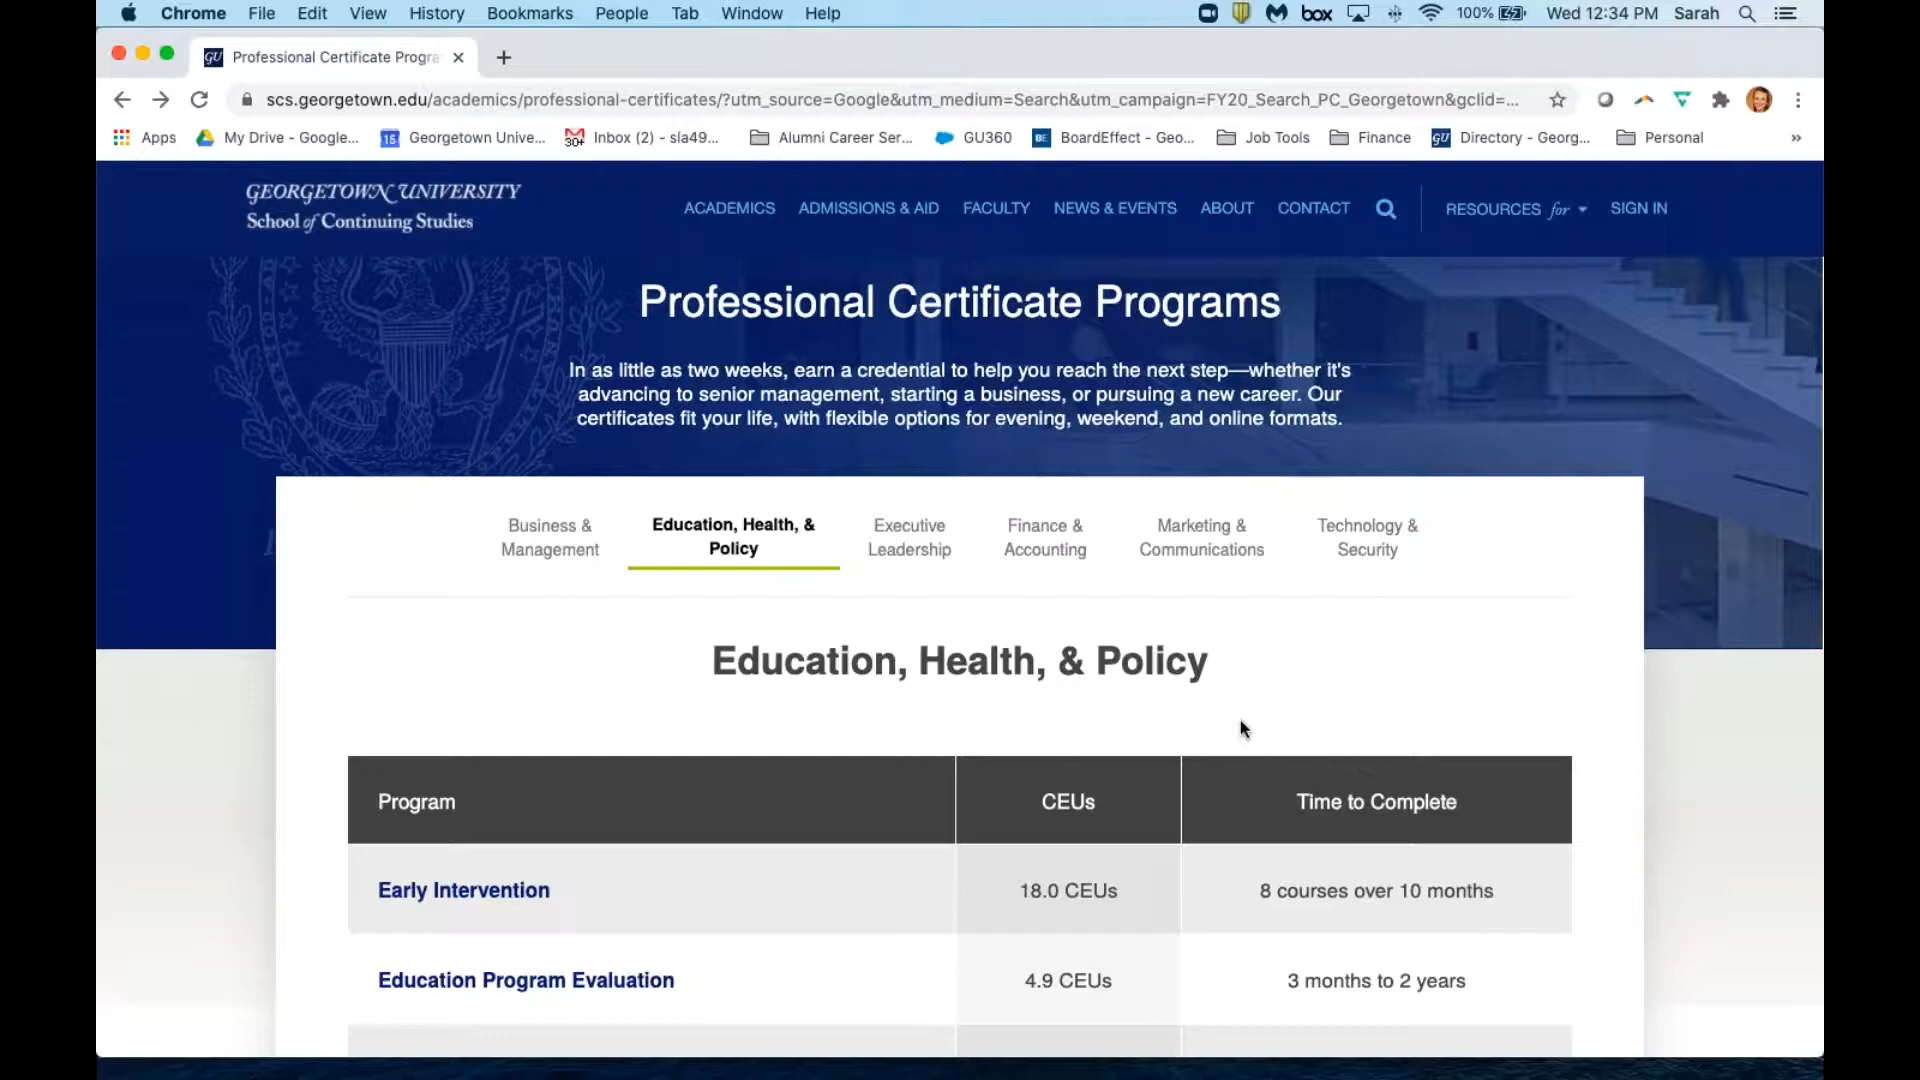 Chrome File Edit View History Bookmarks People Tab Window Help box 100% Wed 12:34 PM Sarah
GU Professional Certificate Progra
scs.georgetown.edu/academics/professional-certificates/?utm_source=Google&utm_medium=Search&utm_campaign=FY20_Search_PC_Georgetown&gclid=...
Apps My Drive - Google... 15 Georgetown Unive... 30+ Inbox (2) - sla49... Alumni Career Ser... GU360 BE BoardEffect - Geo... Job Tools Finance GU Directory - Georg... Personal »
GEORGETOWN UNIVERSITY
School of Continuing Studies
ACADEMICS ADMISSIONS & AID FACULTY NEWS & EVENTS ABOUT CONTACT RESOURCES for SIGN IN
Professional Certificate Programs
In as little as two weeks, earn a credential to help you reach the next step—whether it's
advancing to senior management, starting a business, or pursuing a new career. Our
certificates fit your life, with flexible options for evening, weekend, and online formats.
Business &
Management
Education, Health, &
Policy
Executive
Leadership
Finance &
Accounting
Marketing &
Communications
Technology &
Security
Education, Health, & Policy
Program CEUs Time to Complete
Early Intervention 18.0 CEUs 8 courses over 10 months
Education Program Evaluation 4.9 CEUs 3 months to 2 years